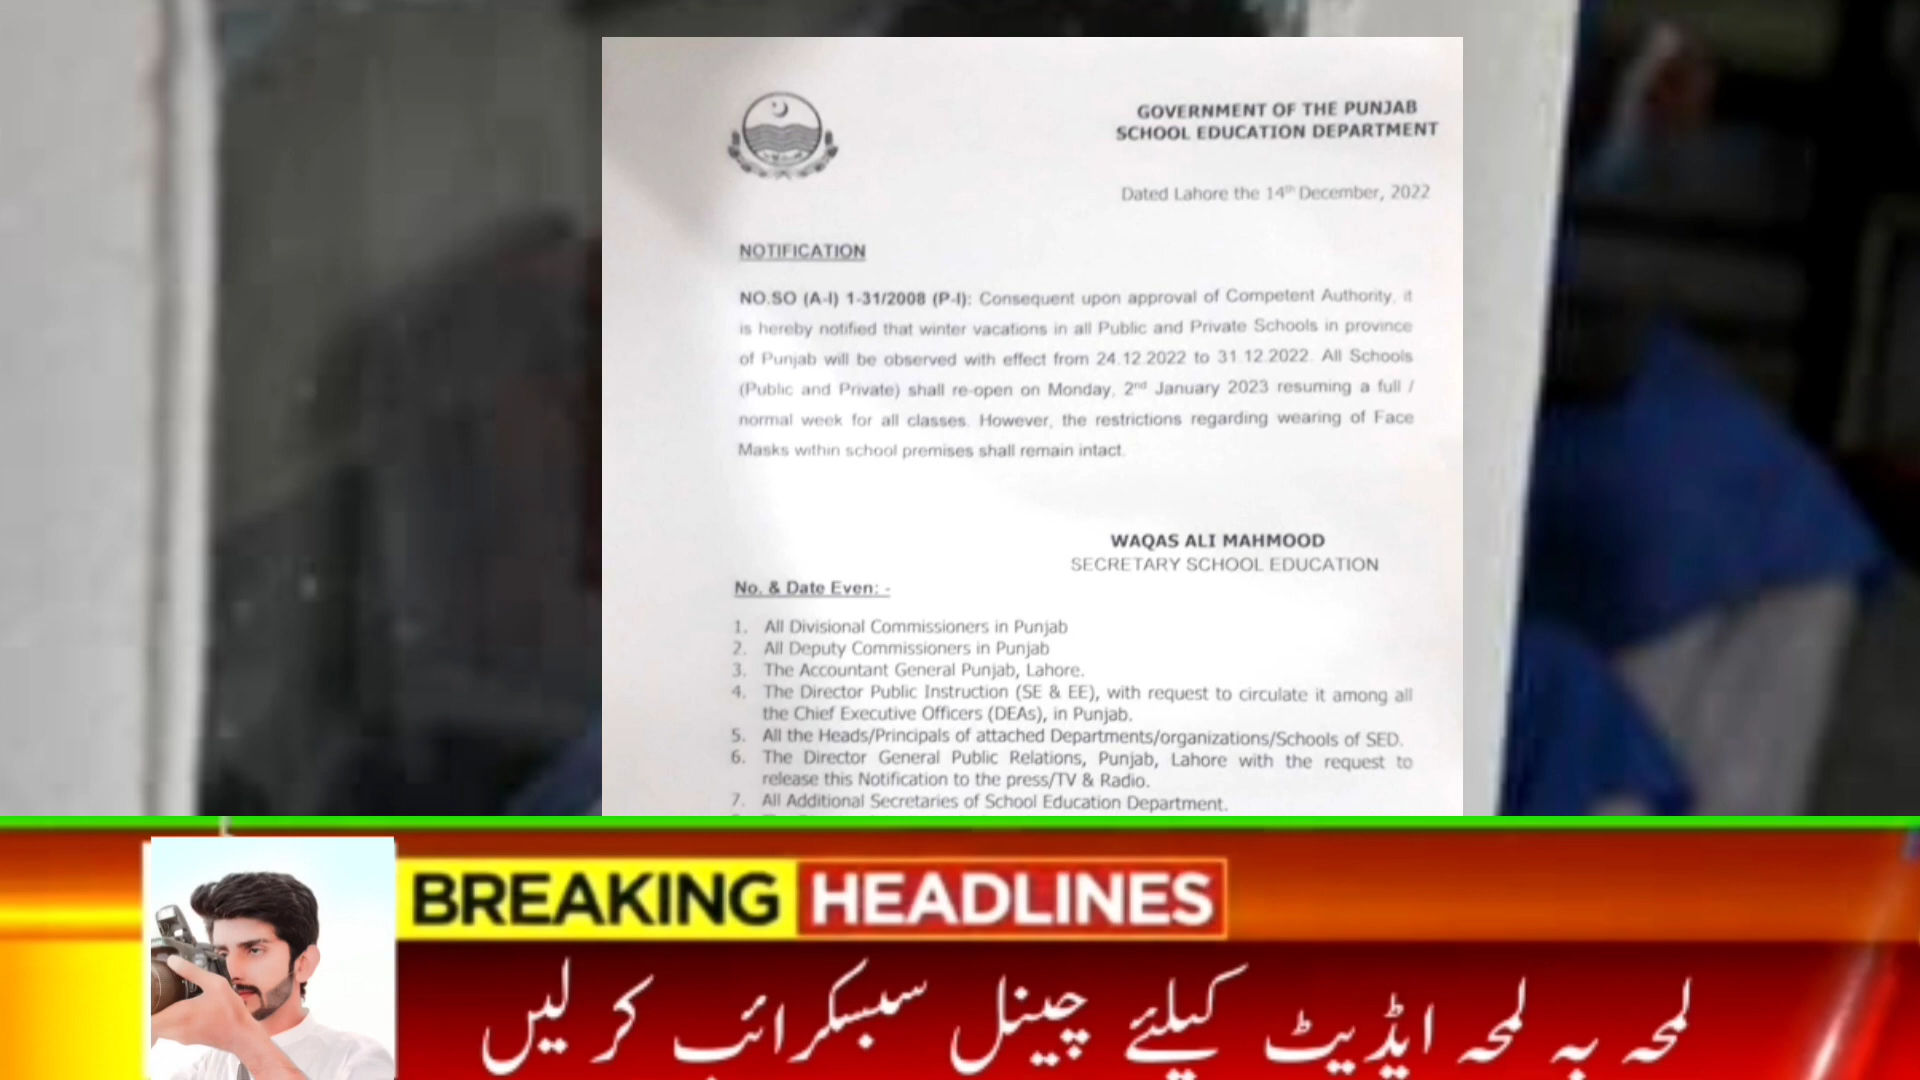 GOVERNMENT OF THE PUNJAB
SCHOOL EDUCATION DEPARTMENT
Dated Lahore the 14th December, 2022
NOTIFICATION
NO.SO (A-I) 1-31/2008 (P-I): Consequent upon approval of Competent Authority, it
is hereby notified that winter vacations in all Public and Private Schools in province
of Punjab will be observed with effect from 24.12.2022 to 31.12.2022. All Schools
(Public and Private) shall re-open on Monday, 2nd January 2023 resuming a full /
normal week for all classes. However, the restrictions regarding wearing of Face
Masks within school premises shall remain intact.
WAQAS ALI MAHMOOD
SECRETARY SCHOOL EDUCATION
No. & Date Even: -
1. All Divisional Commissioners in Punjab
2. All Deputy Commissioners in Punjab
3. The Accountant General Punjab, Lahore.
4. The Director Public Instruction (SE & EE), with request to circulate it among all
the Chief Executive Officers (DEAs), in Punjab.
5. All the Heads/Principals of attached Departments/organizations/Schools of SED.
6. The Director General Public Relations, Punjab, Lahore with the request to
release this Notification to the press/TV & Radio.
7. All Additional Secretaries of School Education Department.
BREAKING HEADLINES
لمحہ بہ لمحہ ایڈیٹ کیلئے چینل سبسکرائب کر لیں